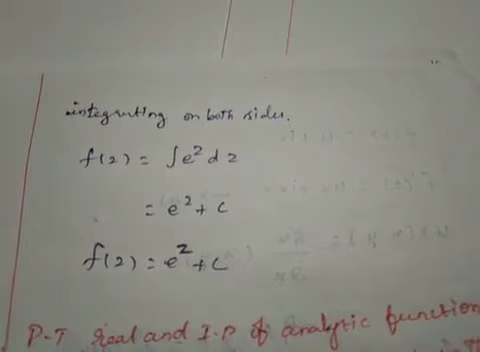 integrating on both sides.
f(z) = ∫e^z dz
= e^z + c
f(z) = e^z + c
P.T real and I.P of analytic function